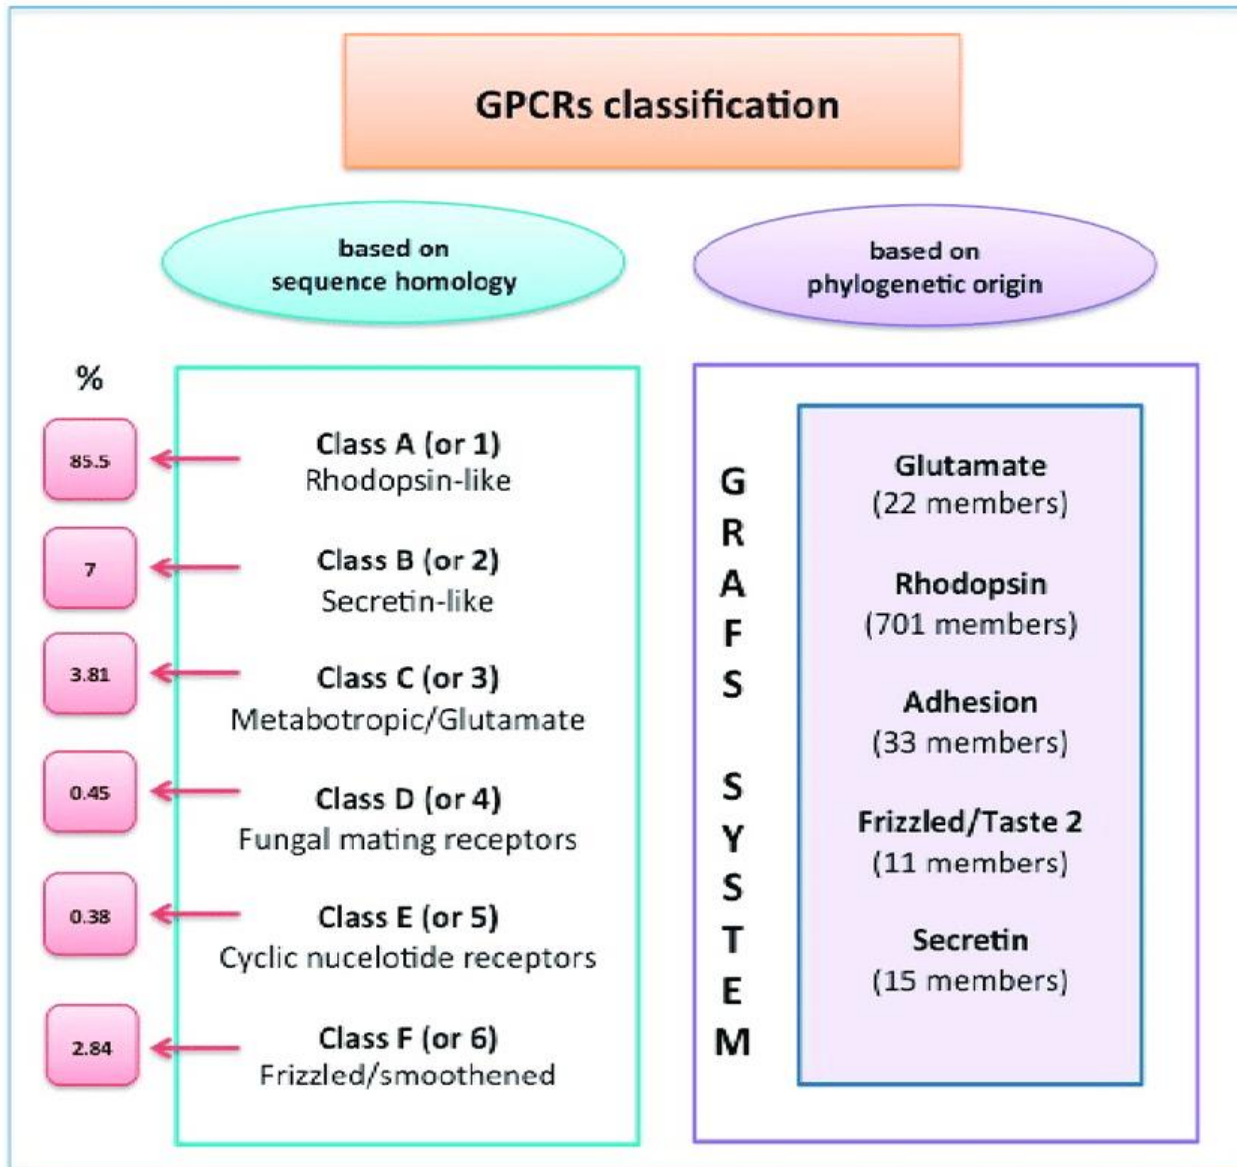 GPCRs classification
based on
sequence homology
based on
phylogenetic origin
%
85.5
Class A (or 1)
Rhodopsin-like
7
Class B (or 2)
Secretin-like
3.81
Class C (or 3)
Metabotropic/Glutamate
0.45
Class D (or 4)
Fungal mating receptors
0.38
Class E (or 5)
Cyclic nucelotide receptors
2.84
Class F (or 6)
Frizzled/smoothened
GRAFS SYSTEM
Glutamate
(22 members)
Rhodopsin
(701 members)
Adhesion
(33 members)
Frizzled/Taste 2
(11 members)
Secretin
(15 members)